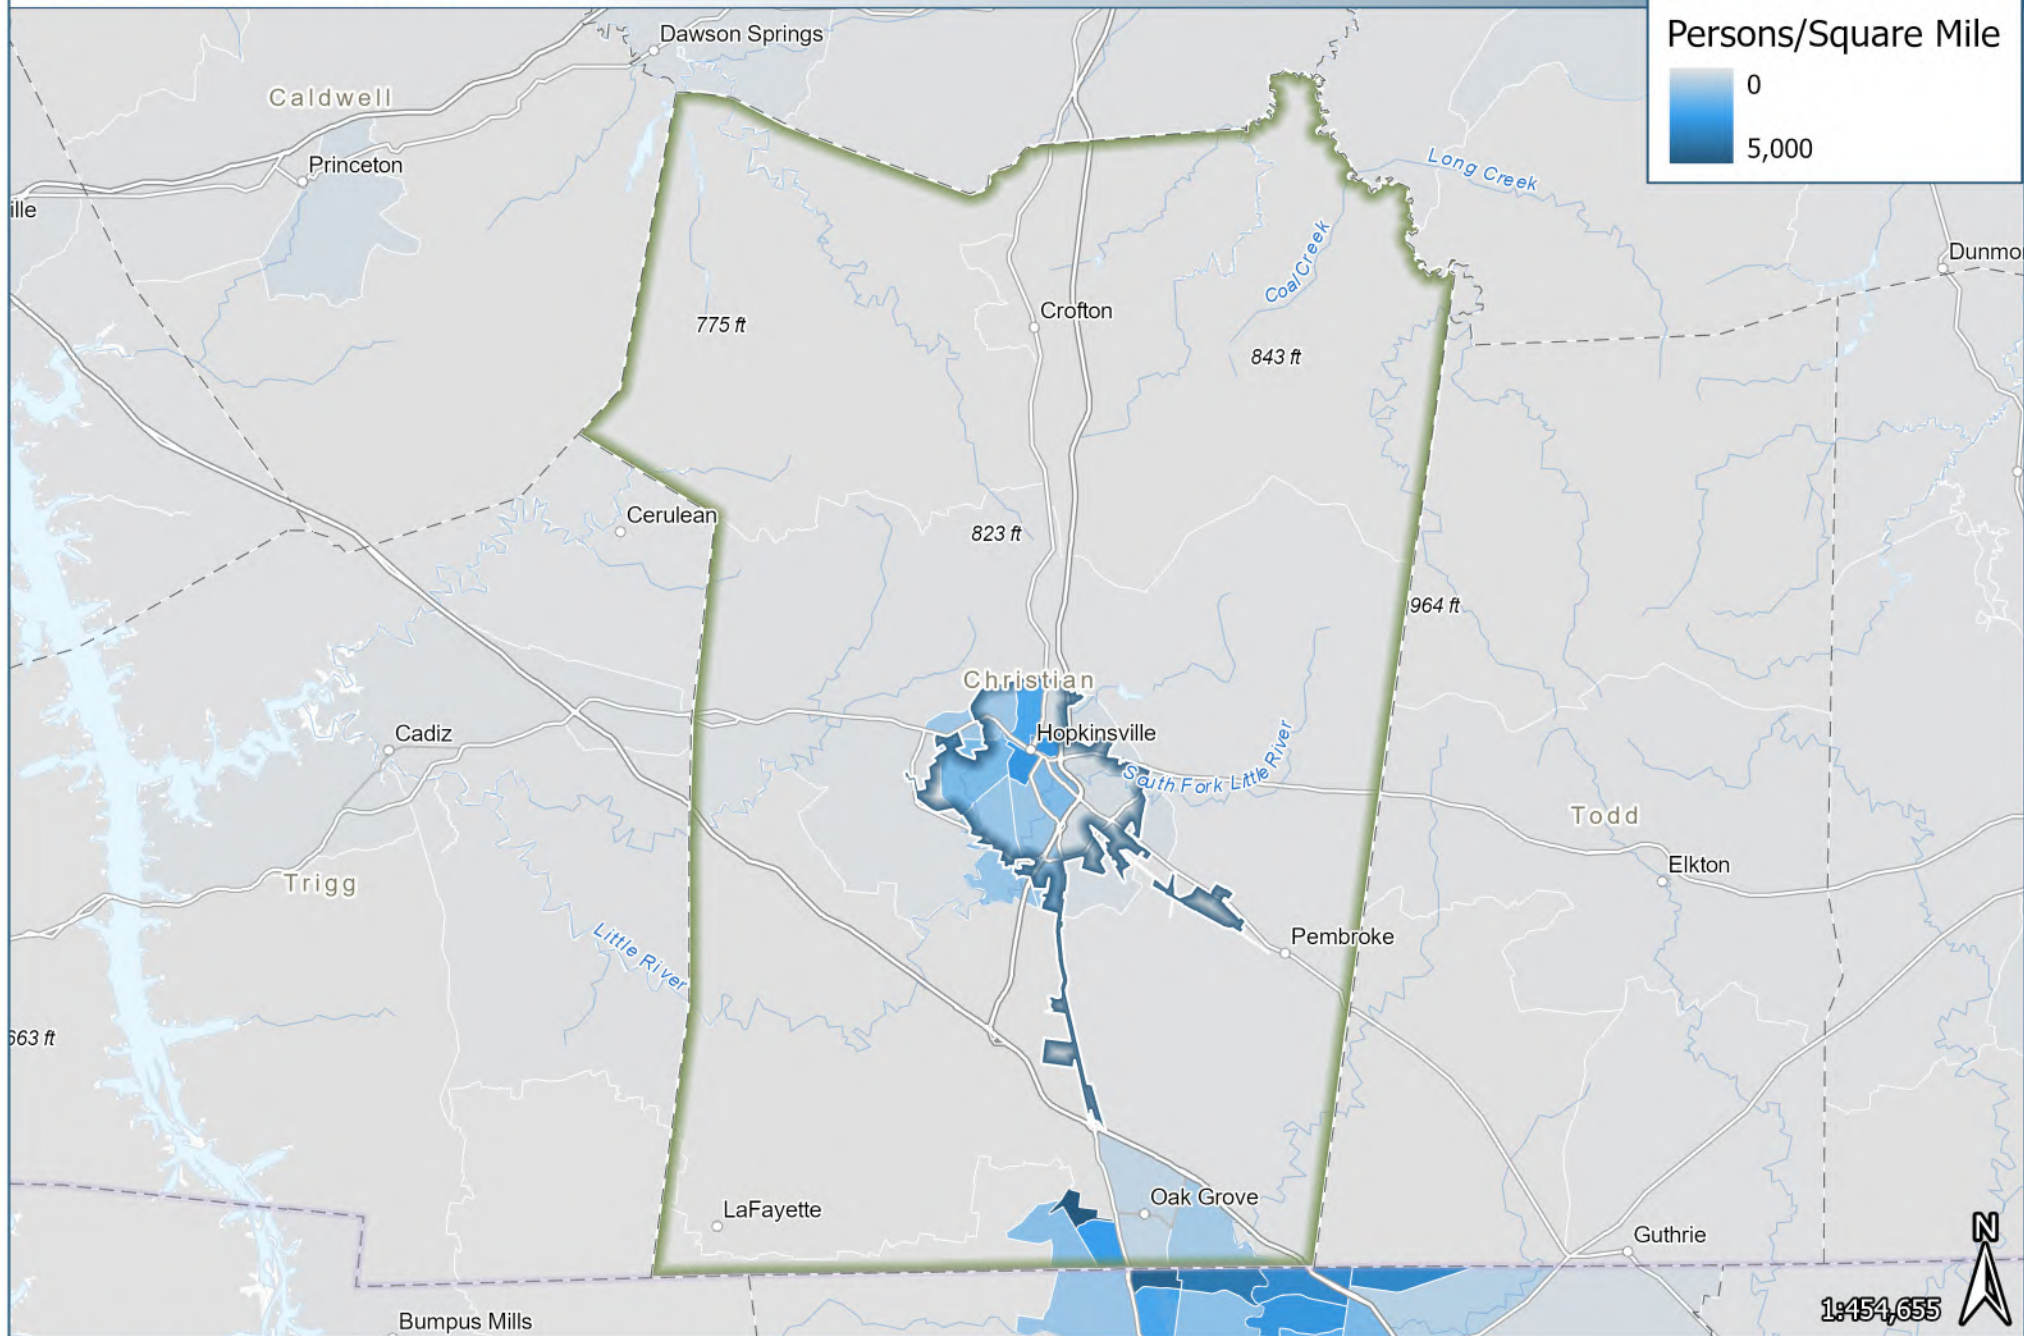 Persons/Square Mile
0
5,000
Dawson Springs
Caldwell
Princeton
ille
Long Creek
Dunmo
Coal Creek
Crofton
775 ft
843 ft
Cerulean
823 ft
964 ft
Christian
Cadiz
Hopkinsville
South Fork Little River
Todd
Elkton
Trigg
Pembroke
Little River
663 ft
Oak Grove
LaFayette
Guthrie
N
1:454,655
Bumpus Mills